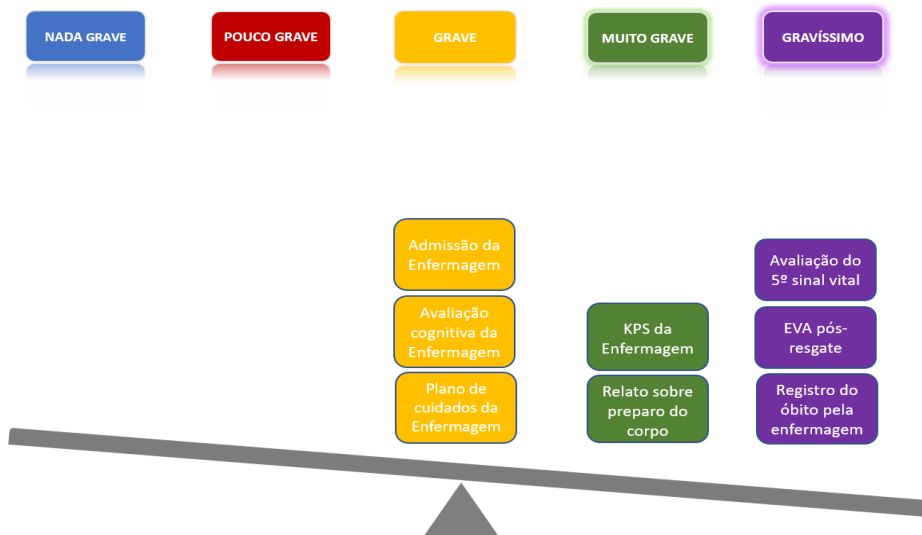 NADA GRAVE
POUCO GRAVE
GRAVE
MUITO GRAVE
GRAVÍSSIMO
Admissão da
Enfermagem
Avaliação
cognitiva da
Enfermagem
Plano de
cuidados da
Enfermagem
KPS da
Enfermagem
Relato sobre
preparo do
corpo
Avaliação do
5º sinal vital
EVA pós-
resgate
Registro do
óbito pela
enfermagem